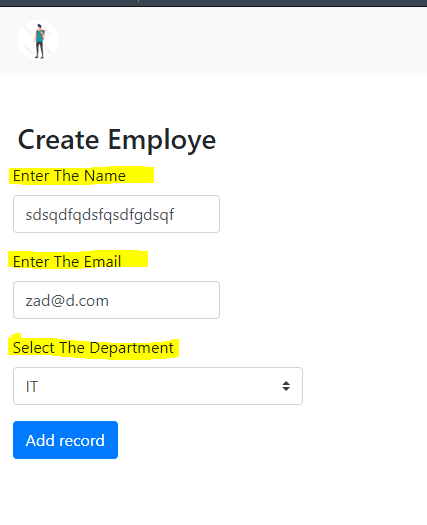 Create Employe
Enter The Name
sdsqdfqdsfqsdfgdsqf
Enter The Email
zad@d.com
Select The Department
IT
Add record